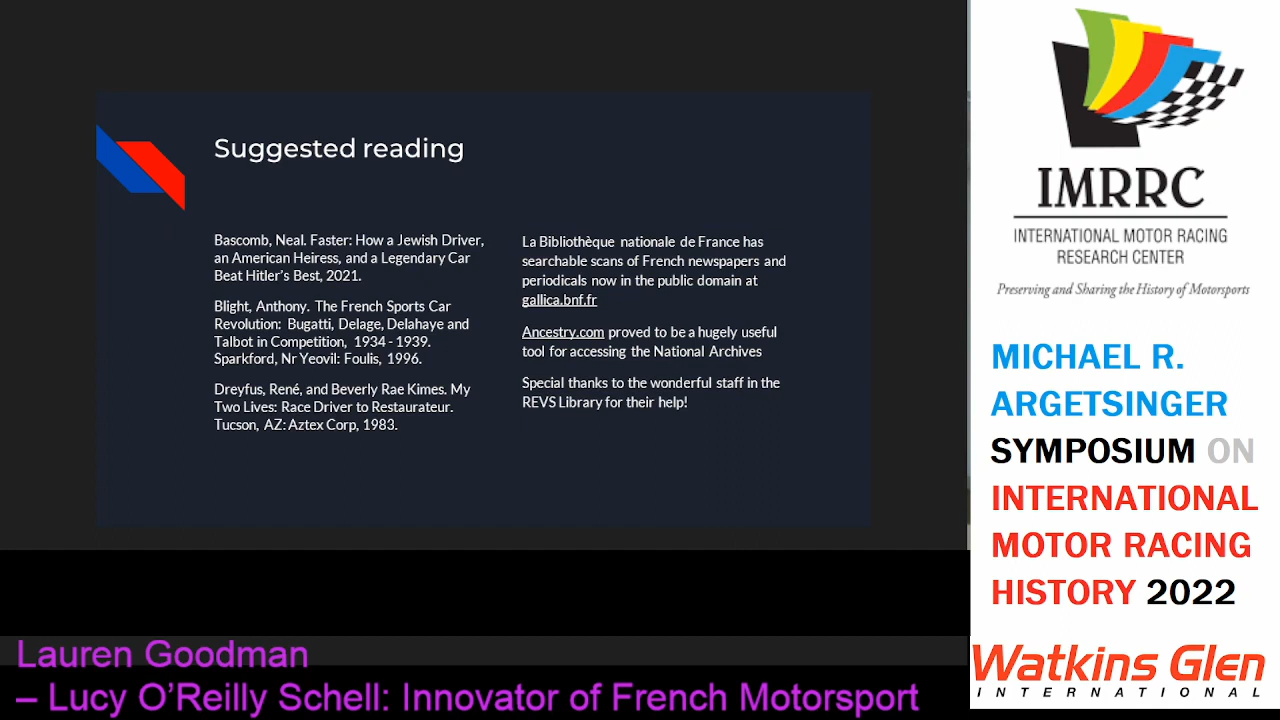 Suggested reading
Bascomb, Neal. Faster: How a Jewish Driver,
an American Heiress, and a Legendary Car
Beat Hitler's Best, 2021.
Blight, Anthony. The French Sports Car
Revolution: Bugatti, Delage, Delahaye and
Talbot in Competition, 1934 - 1939.
Sparkford, Nr Yeovil: Foulis, 1996.
Dreyfus, René, and Beverly Rae Kimes. My
Two Lives: Race Driver to Restaurateur.
Tucson, AZ: Aztex Corp, 1983.
La Bibliothèque nationale de France has
searchable scans of French newspapers and
periodicals now in the public domain at
gallica.bnf.fr
Ancestry.com proved to be a hugely useful
tool for accessing the National Archives
Special thanks to the wonderful staff in the
REVS Library for their help!
IMRRC
INTERNATIONAL MOTOR RACING
RESEARCH CENTER
Preserving and Sharing the History of Motorsports
MICHAEL R.
ARGETSINGER
SYMPOSIUM ON
INTERNATIONAL
MOTOR RACING
HISTORY 2022
Watkins Glen
INTERNATIONAL
Lauren Goodman
– Lucy O’Reilly Schell: Innovator of French Motorsport